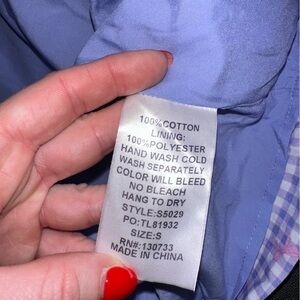 100%COTTON
LINING:
100%POLYESTER
HAND WASH COLD
WASH SEPARATELY
COLOR WILL BLEED
NO BLEACH
HANG TO DRY
STYLE:S5029
PO:TL81932
SIZE:S
RN#:130733
MADE IN CHINA